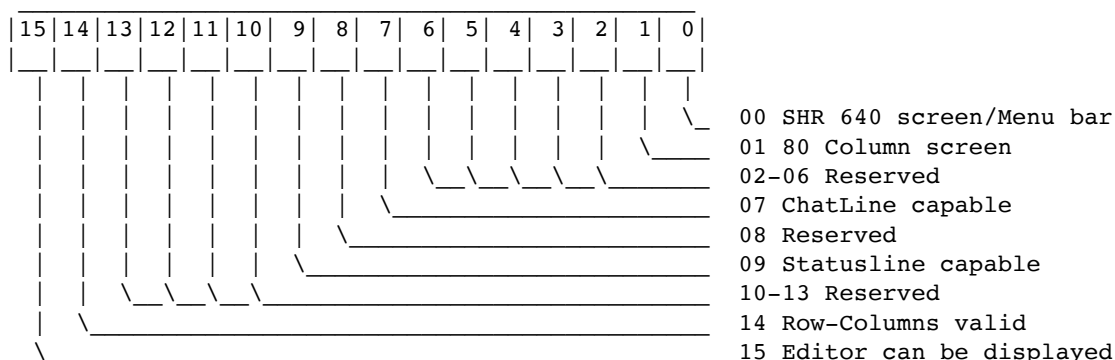 |15|14|13|12|11|10| 9| 8| 7| 6| 5| 4| 3| 2| 1| 0|
00 SHR 640 screen/Menu bar
01 80 Column screen
02-06 Reserved
07 ChatLine capable
08 Reserved
09 Statusline capable
10-13 Reserved
14 Row-Columns valid
15 Editor can be displayed